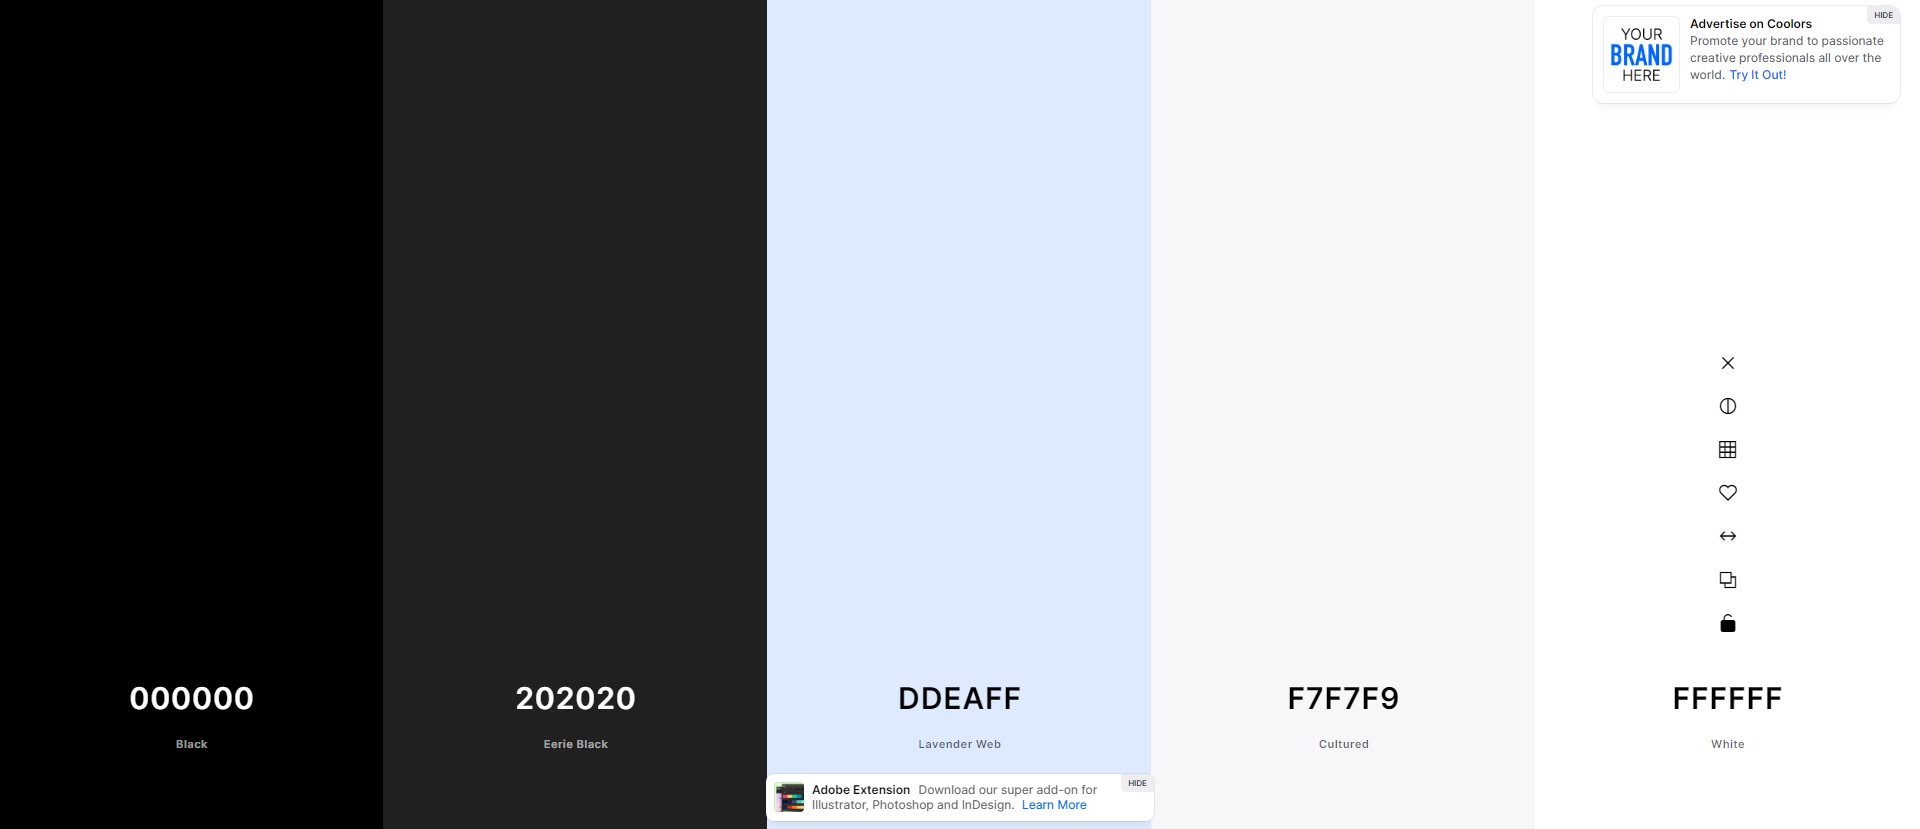 HIDE
YOUR
BRAND
HERE
Advertise on Coolors
Promote your brand to passionate
creative professionals all over the
world. Try It Out!
000000
Black
202020
Eerie Black
DDEAFF
Lavender Web
F7F7F9
Cultured
FFFFFF
White
HIDE
Adobe Extension Download our super add-on for
Illustrator, Photoshop and InDesign. Learn More